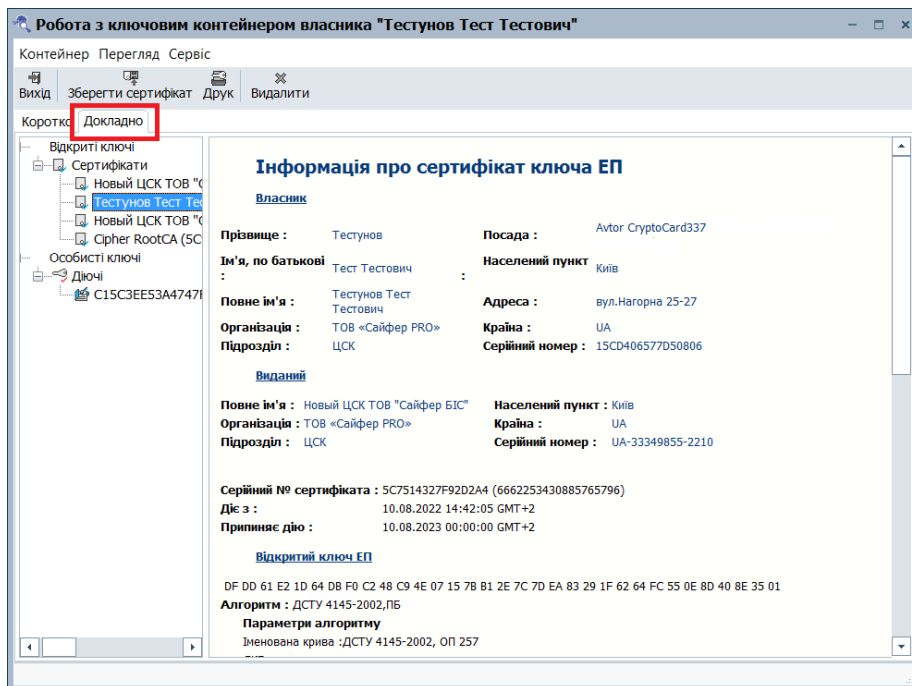 Робота з ключовим контейнером власника "Тестунов Тест Тестович"
Контейнер Перегляд Сервіс
Вихід Зберегти сертифікат Друк Видалити
Коротко Докладно
Відкриті ключі
Сертифікати
Новый ЦСК ТОВ "С
Тестунов Тест Тес
Новый ЦСК ТОВ "С
Cipher RootCA (5C
Особисті ключі
Діючі
C15C3EE53A4747F
Інформація про сертифікат ключа ЕП
Власник
Прізвище : Тестунов Посада : Avtor CryptoCard337
Ім'я, по батькові : Тест Тестович Населений пункт : Київ
Повне ім'я : Тестунов Тест Тестович Адреса : вул.Нагорна 25-27
Організація : ТОВ «Сайфер PRO» Країна : UA
Підрозділ : ЦСК Серійний номер : 15CD406577D50806
Виданий
Повне ім'я : Новый ЦСК ТОВ "Сайфер БІС" Населений пункт : Київ
Організація : ТОВ «Сайфер PRO» Країна : UA
Підрозділ : ЦСК Серійний номер : UA-33349855-2210
Серійний № сертифіката : 5C7514327F92D2A4 (6662253430885765796)
Діє з : 10.08.2022 14:42:05 GMT+2
Припиняє дію : 10.08.2023 00:00:00 GMT+2
Відкритий ключ ЕП
DF DD 61 E2 1D 64 DB F0 C2 48 C9 4E 07 15 7B B1 2E 7C 7D EA 83 29 1F 62 64 FC 55 0E 8D 40 8E 35 01
Алгоритм : ДСТУ 4145-2002,ПБ
Параметри алгоритму
Іменована крива :ДСТУ 4145-2002, ОП 257